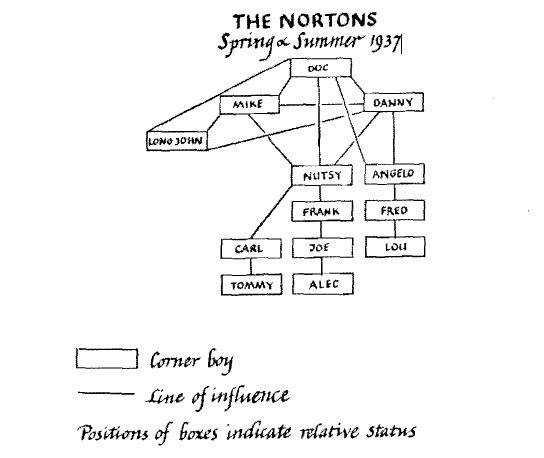 THE NORTONS
Spring & Summer 1937
DOC
MIKE
DANNY
LONG JOHN
NUTSY
ANGELO
FRANK
FRED
CARL
JOE
LOU
TOMMY
ALEC
Corner boy
Line of influence
Positions of boxes indicate relative status